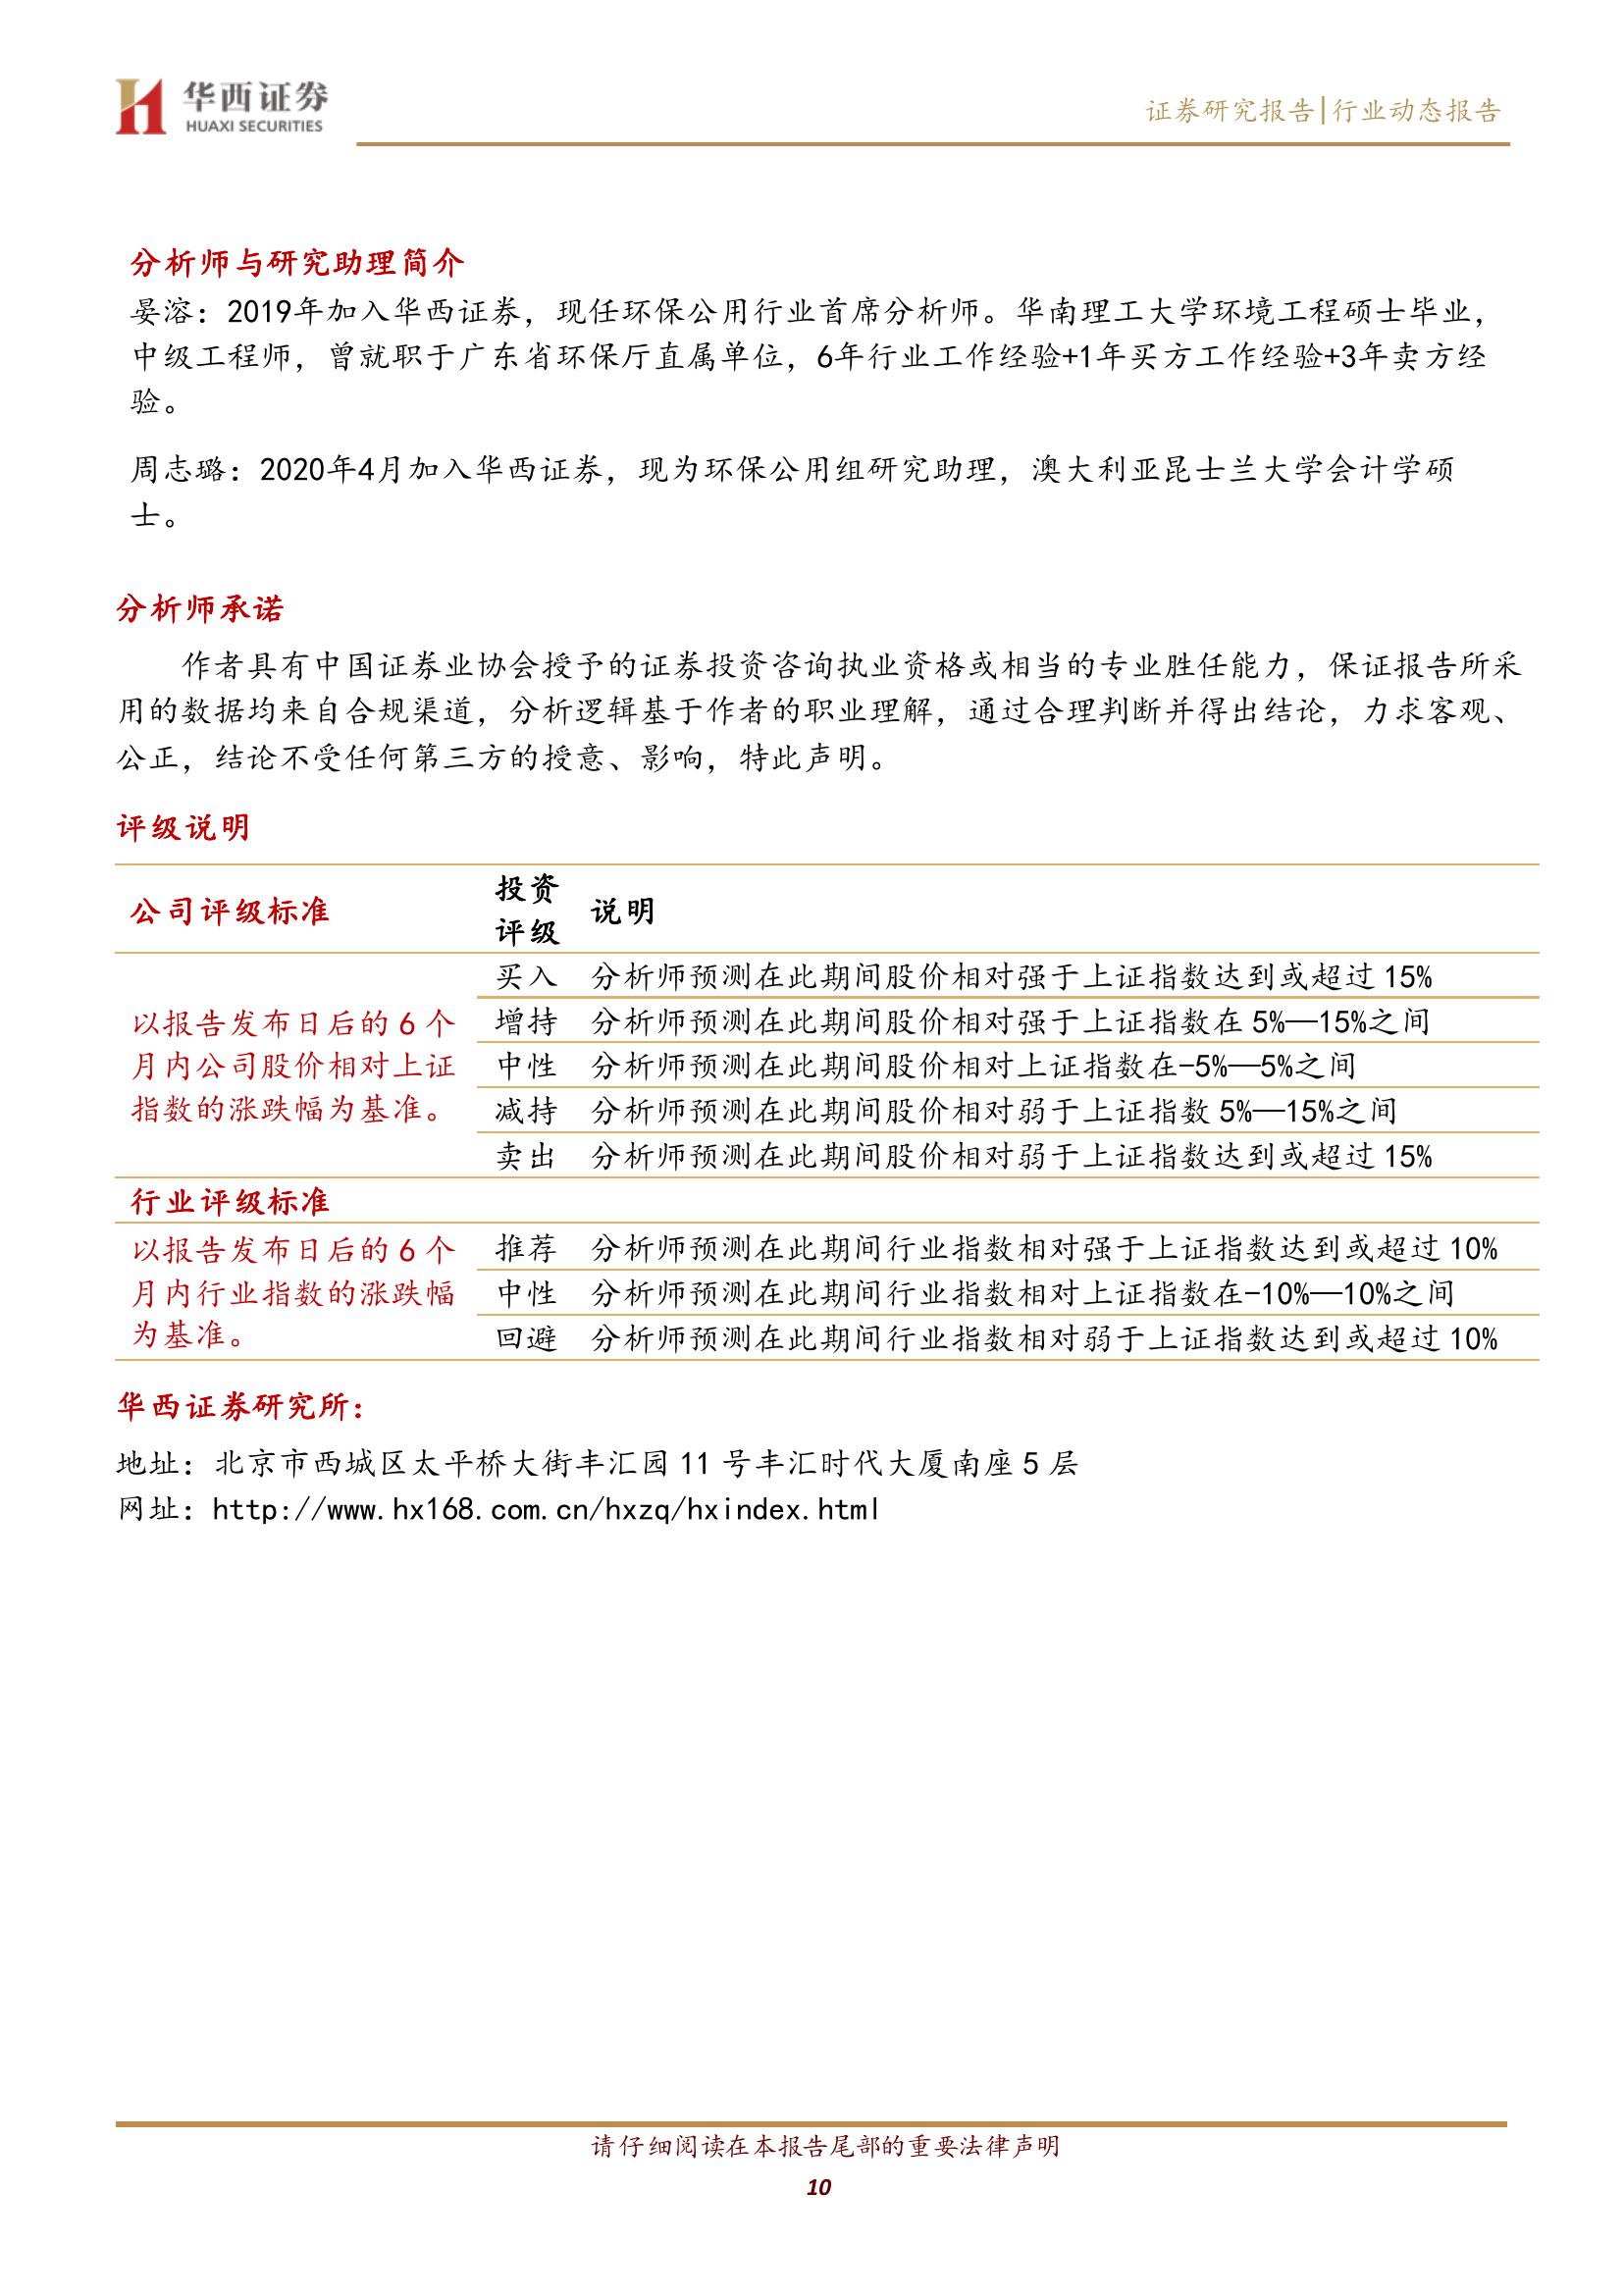 华西证券
HUAXI SECURITIES
证券研究报告|行业动态报告
分析师与研究助理简介
晏溶：2019年加入华西证券，现任环保公用行业首席分析师。华南理工大学环境工程硕士毕业，
中级工程师，曾就职于广东省环保厅直属单位，6年行业工作经验+1年买方工作经验+3年卖方经
验。
周志璐：2020年4月加入华西证券，现为环保公用组研究助理，澳大利亚昆士兰大学会计学硕
士。
分析师承诺
作者具有中国证券业协会授予的证券投资咨询执业资格或相当的专业胜任能力，保证报告所采
用的数据均来自合规渠道，分析逻辑基于作者的职业理解，通过合理判断并得出结论，力求客观、
公正，结论不受任何第三方的授意、影响，特此声明。
评级说明
公司评级标准
投资
评级
说明
以报告发布日后的 6 个
月内公司股价相对上证
指数的涨跌幅为基准。
买入 分析师预测在此期间股价相对强于上证指数达到或超过 15%
增持 分析师预测在此期间股价相对强于上证指数在 5%—15%之间
中性 分析师预测在此期间股价相对上证指数在-5%—5%之间
减持 分析师预测在此期间股价相对弱于上证指数 5%—15%之间
卖出 分析师预测在此期间股价相对弱于上证指数达到或超过 15%
行业评级标准
以报告发布日后的 6 个
月内行业指数的涨跌幅
为基准。
推荐 分析师预测在此期间行业指数相对强于上证指数达到或超过 10%
中性 分析师预测在此期间行业指数相对上证指数在-10%—10%之间
回避 分析师预测在此期间行业指数相对弱于上证指数达到或超过 10%
华西证券研究所：
地址：北京市西城区太平桥大街丰汇园 11 号丰汇时代大厦南座 5 层
网址：http://www.hx168.com.cn/hxzq/hxindex.html
请仔细阅读在本报告尾部的重要法律声明
10